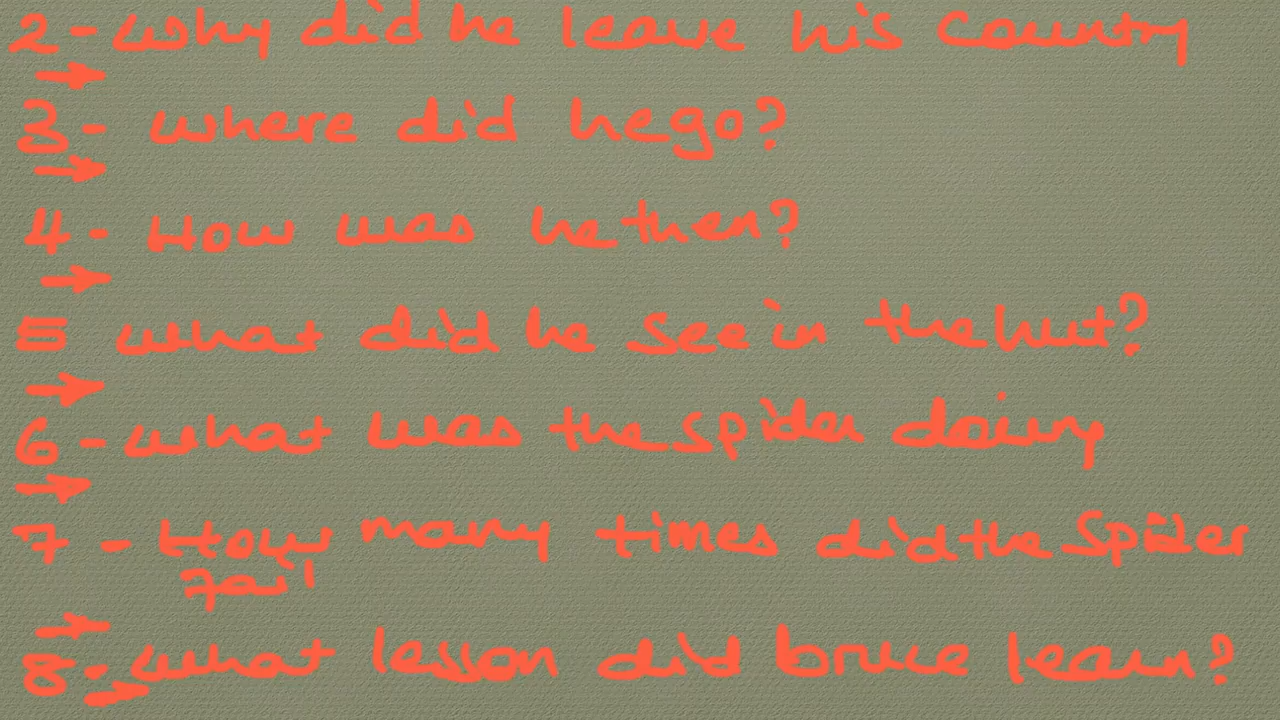 2- why did he leave his country
→
3- where did he go?
→
4- How was he then?
→
5 what did he see in the hut?
→
6- what was the spider doing
→
7- How many times did the Spider
fail
→
8- what lesson did bruce learn?
→